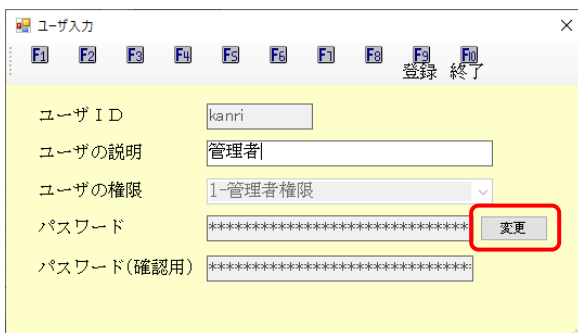 ユーザ入力
F1 F2 F3 F4 F5 F6 F7 F8 F9 F10
登録 終了
ユーザID kanri
ユーザの説明 管理者
ユーザの権限 1-管理者権限
パスワード ******************************* 変更
パスワード(確認用) *******************************